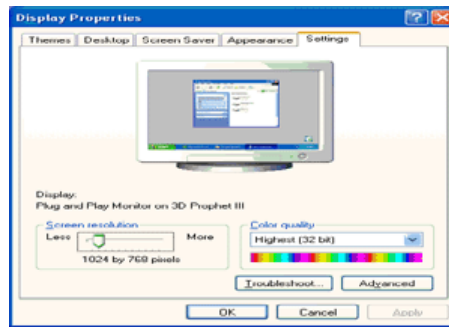 Display Properties
Themes Desktop Screen Saver Appearance Settings
Display:
Plug and Play Monitor on 3D Prophet III
Screen resolution
Less More
1024 by 768 pixels
Color quality
Highest (32 bit)
Troubleshoot... Advanced
OK Cancel Apply